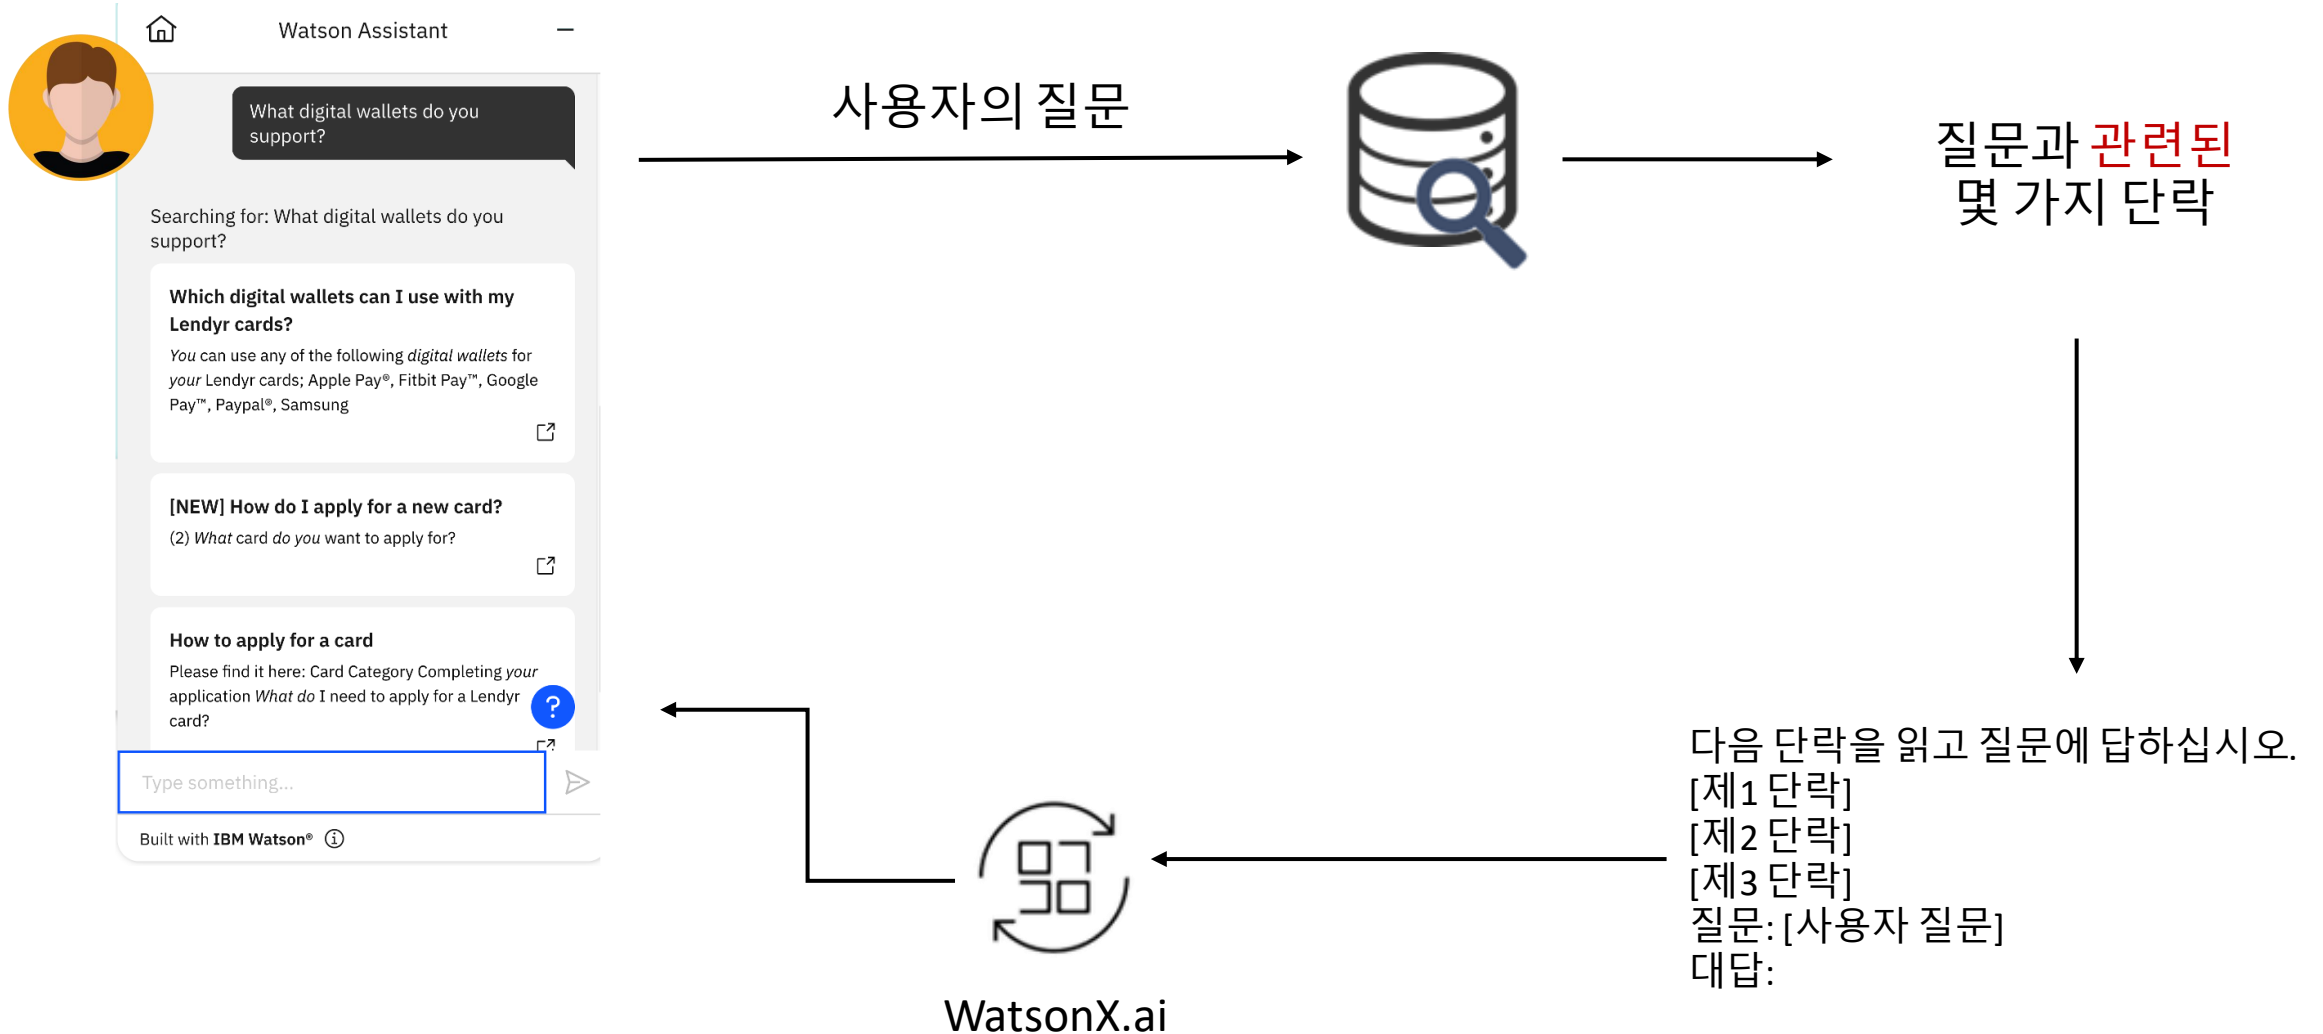 Watson Assistant
What digital wallets do you
support?
Searching for: What digital wallets do you
support?
Which digital wallets can I use with my
Lendyr cards?
You can use any of the following digital wallets for
your Lendyr cards; Apple Pay®, Fitbit Pay™, Google
Pay™, Paypal®, Samsung
[NEW] How do I apply for a new card?
(2) What card do you want to apply for?
How to apply for a card
Please find it here: Card Category Completing your
application What do I need to apply for a Lendyr
card?
?
Type something...
Built with IBM Watson®
사용자의 질문
질문과 관련된
몇 가지 단락
다음 단락을 읽고 질문에 답하십시오.
[제1 단락]
[제2 단락]
[제3 단락]
질문: [사용자 질문]
대답:
WatsonX.ai